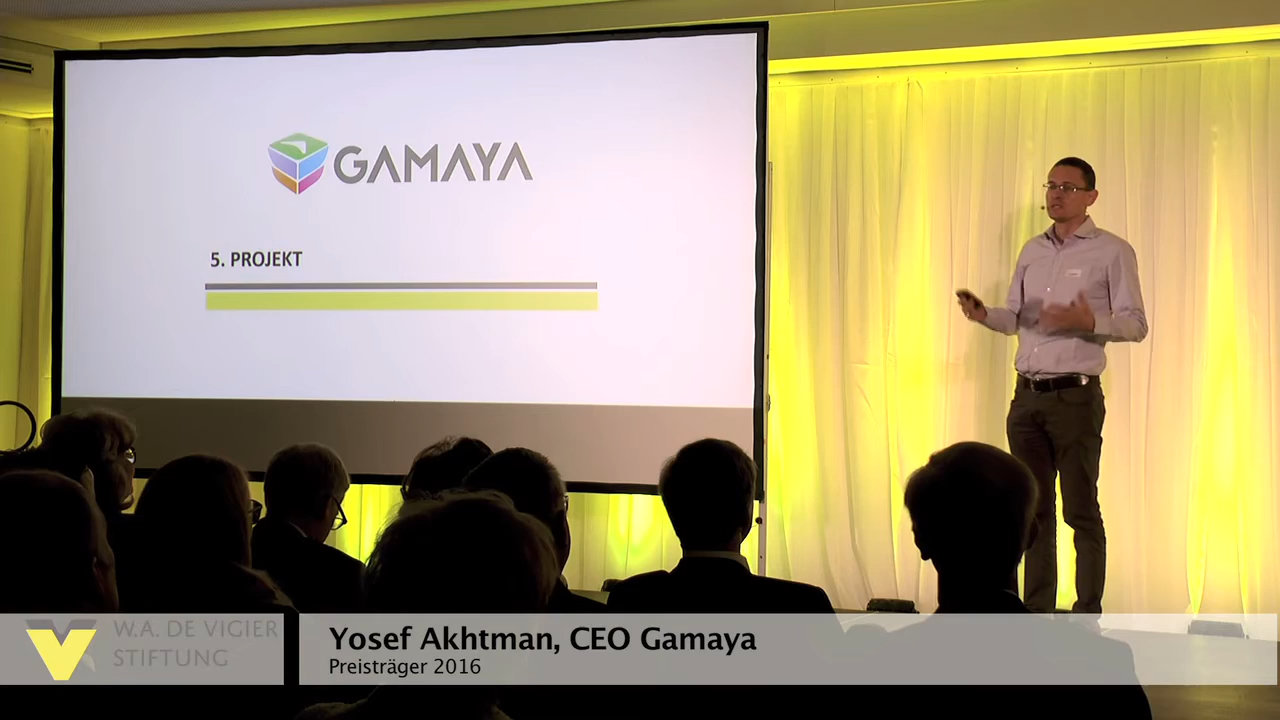 GAMAYA
5. PROJEKT
W.A. DE VIGIER
STIFTUNG
Yosef Akhtman, CEO Gamaya
Preisträger 2016